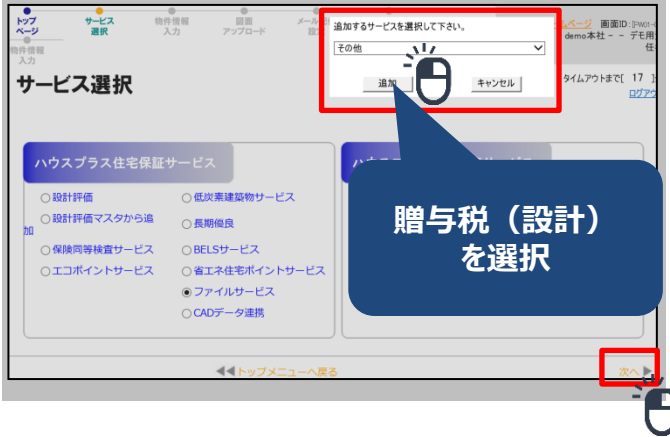 トップ
ページ
サービス
選択
物件情報
入力
図面
アップロード
メール
物件情報
入力
サービス選択
追加するサービスを選択して下さい。
その他
追加
キャンセル
画面ID:[PW01-
demo本社 - - デモ用
タイムアウトまで[ 17 ]
ログアウ
ハウスプラス住宅保証サービス
設計評価
低炭素建築物サービス
設計評価マスタから追
加
長期優良
保険同等検査サービス
BELSサービス
エコポイントサービス
省エネ住宅ポイントサービス
ファイルサービス
CADデータ連携
贈与税（設計）
を選択
◀◀トップメニューへ戻る
次へ▶